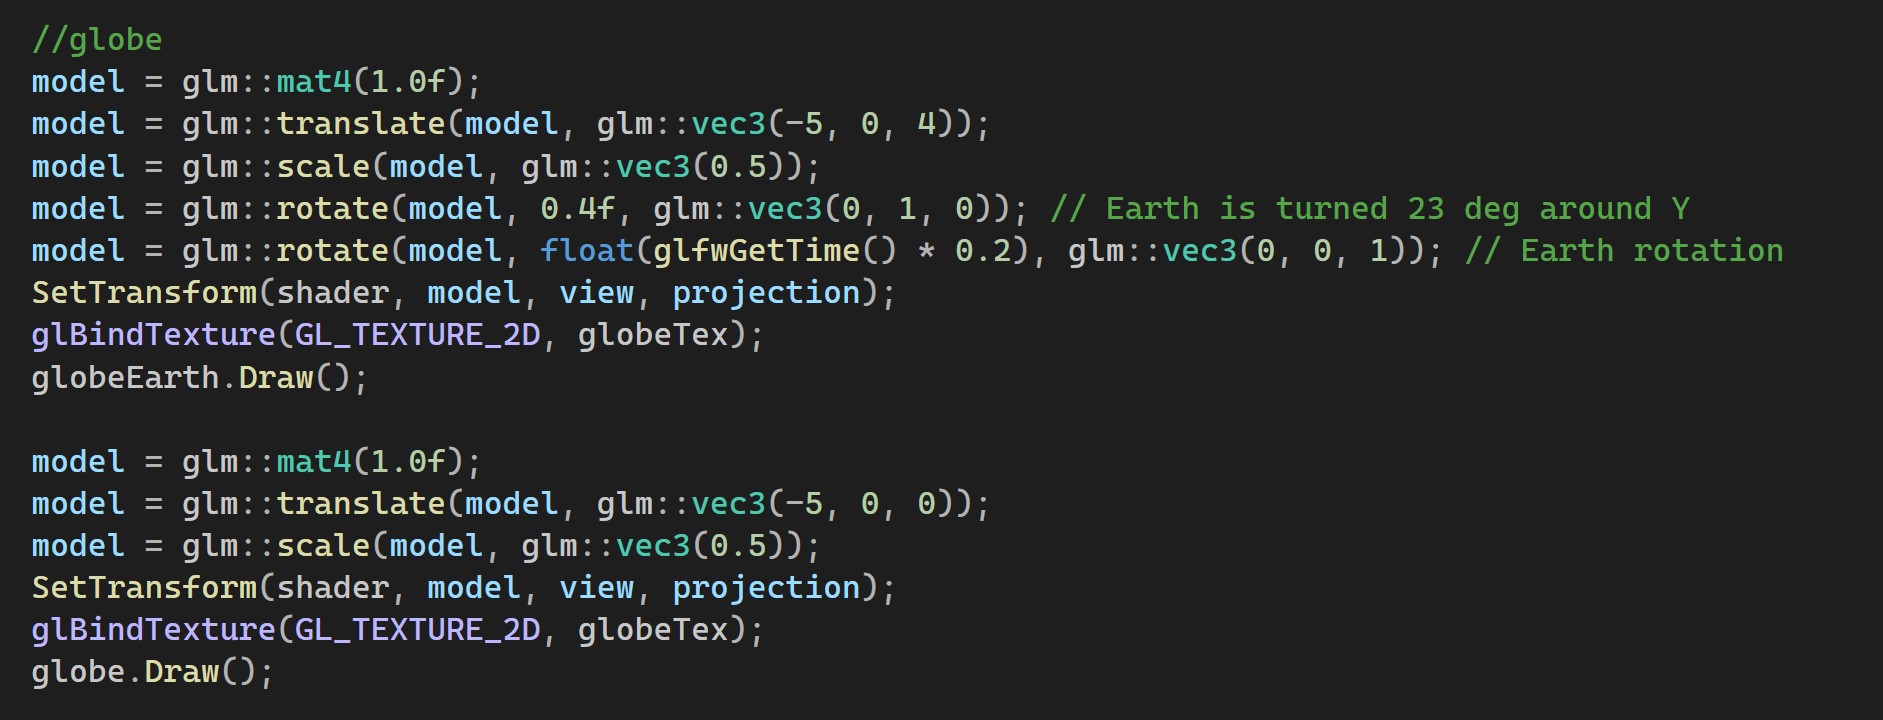 //globe
model = glm::mat4(1.0f);
model = glm::translate(model, glm::vec3(-5, 0, 4));
model = glm::scale(model, glm::vec3(0.5));
model = glm::rotate(model, 0.4f, glm::vec3(0, 1, 0)); // Earth is turned 23 deg around Y
model = glm::rotate(model, float(glfwGetTime() * 0.2), glm::vec3(0, 0, 1)); // Earth rotation
SetTransform(shader, model, view, projection);
glBindTexture(GL_TEXTURE_2D, globeTex);
globeEarth.Draw();

model = glm::mat4(1.0f);
model = glm::translate(model, glm::vec3(-5, 0, 0));
model = glm::scale(model, glm::vec3(0.5));
SetTransform(shader, model, view, projection);
glBindTexture(GL_TEXTURE_2D, globeTex);
globe.Draw();